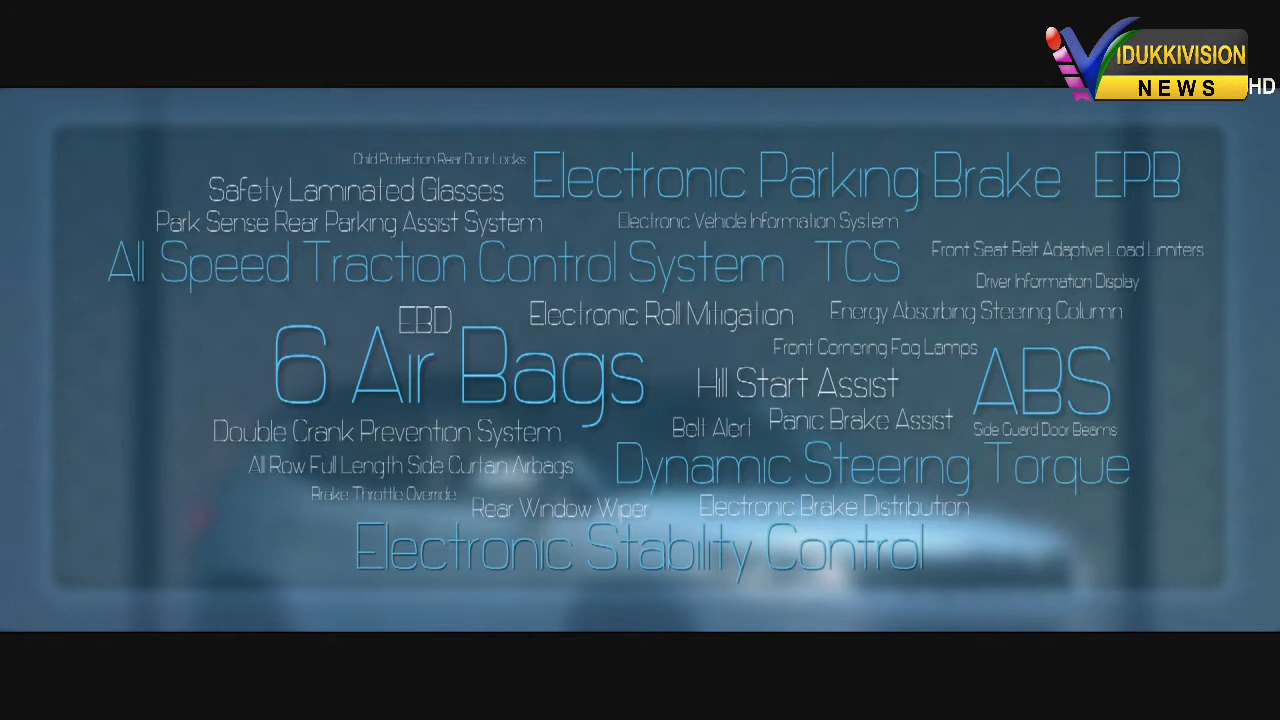 IDUKKIVISION
NEWS HD
Child Protection Rear Door Locks
Electronic Parking Brake EPB
Safety Laminated Glasses
Park Sense Rear Parking Assist System
Electronic Vehicle Information System
All Speed Traction Control System TCS
Front Seat Belt Adaptive Load Limiters
Driver Information Display
EBD
Electronic Roll Mitigation
Energy Absorbing Steering Column
6 Air Bags
Front Cornering Fog Lamps
Hill Start Assist
ABS
Double Crank Prevention System
Belt Alert
Panic Brake Assist
Side Guard Door Beams
All Row Full Length Side Curtan Airbags
Dynamic Steering Torque
Brake Throttle Override
Rear Window Wiper
Electronic Brake Distribution
Electronic Stability Control